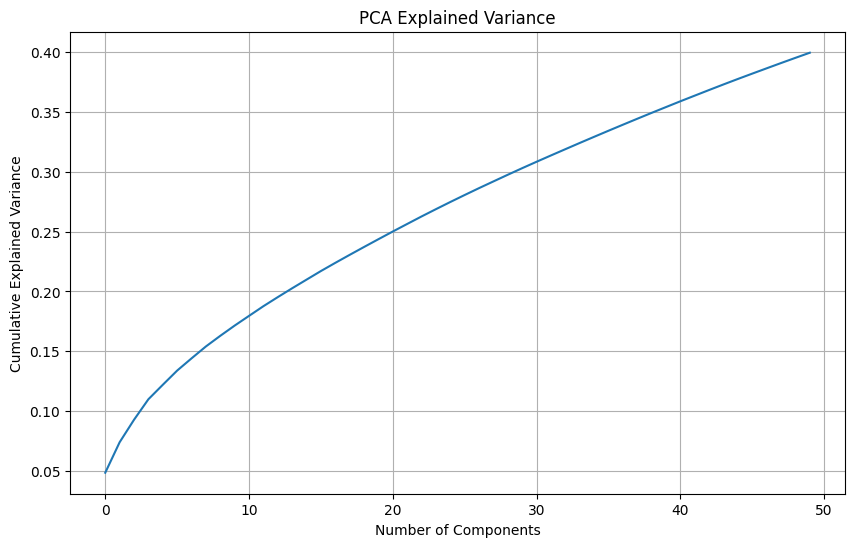 PCA Explained Variance
Cumulative Explained Variance
0.40
0.35
0.30
0.25
0.20
0.15
0.10
0.05
0 10 20 30 40 50
Number of Components